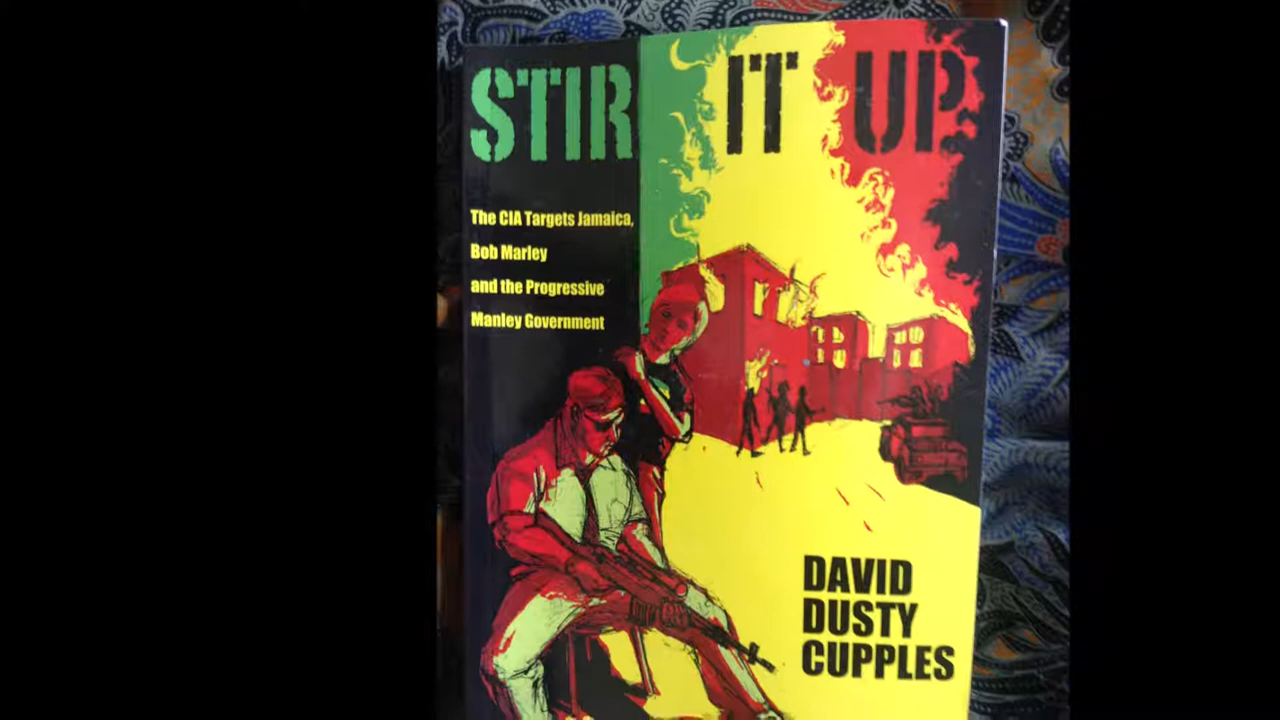 STIR IT UP
The CIA Targets Jamaica,
Bob Marley
and the Progressive
Manley Government
DAVID
DUSTY
CUPPLES